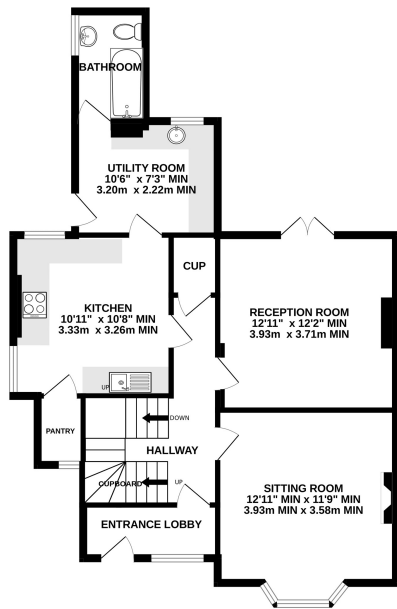 BATHROOM
UTILITY ROOM
10'6" x 7'3" MIN
3.20m x 2.22m MIN
CUP
KITCHEN
10'11" x 10'8" MIN
3.33m x 3.26m MIN
RECEPTION ROOM
12'11" x 12'2" MIN
3.93m x 3.71m MIN
UP
PANTRY
DOWN
HALLWAY
CUPBOARD
UP
SITTING ROOM
12'11" MIN x 11'9" MIN
3.93m MIN x 3.58m MIN
ENTRANCE LOBBY